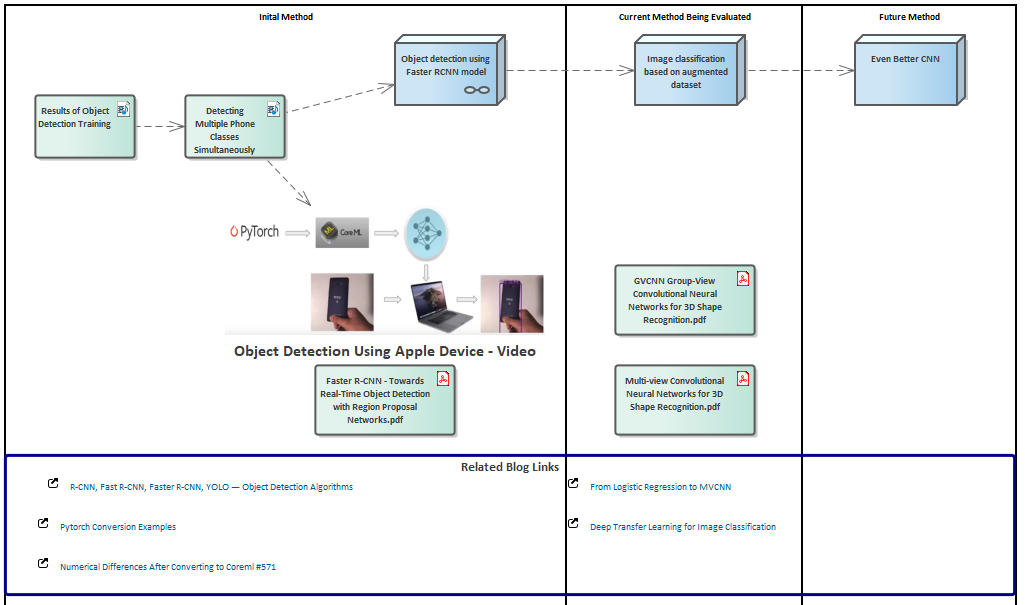 Inital Method
Current Method Being Evaluated
Future Method
Object detection using
Faster RCNN model
Image classification
based on augmented
dataset
Even Better CNN
Results of Object
Detection Training
Detecting
Multiple Phone
Classes
Simultaneously
PyTorch
ML
Core ML
GVCNN Group-View
Convolutional Neural
Networks for 3D Shape
Recognition.pdf
Object Detection Using Apple Device - Video
Faster R-CNN - Towards
Real-Time Object Detection
with Region Proposal
Networks.pdf
Multi-view Convolutional
Neural Networks for 3D
Shape Recognition.pdf
Related Blog Links
R-CNN, Fast R-CNN, Faster R-CNN, YOLO — Object Detection Algorithms
Pytorch Conversion Examples
Numerical Differences After Converting to Coreml #571
From Logistic Regression to MVCNN
Deep Transfer Learning for Image Classification